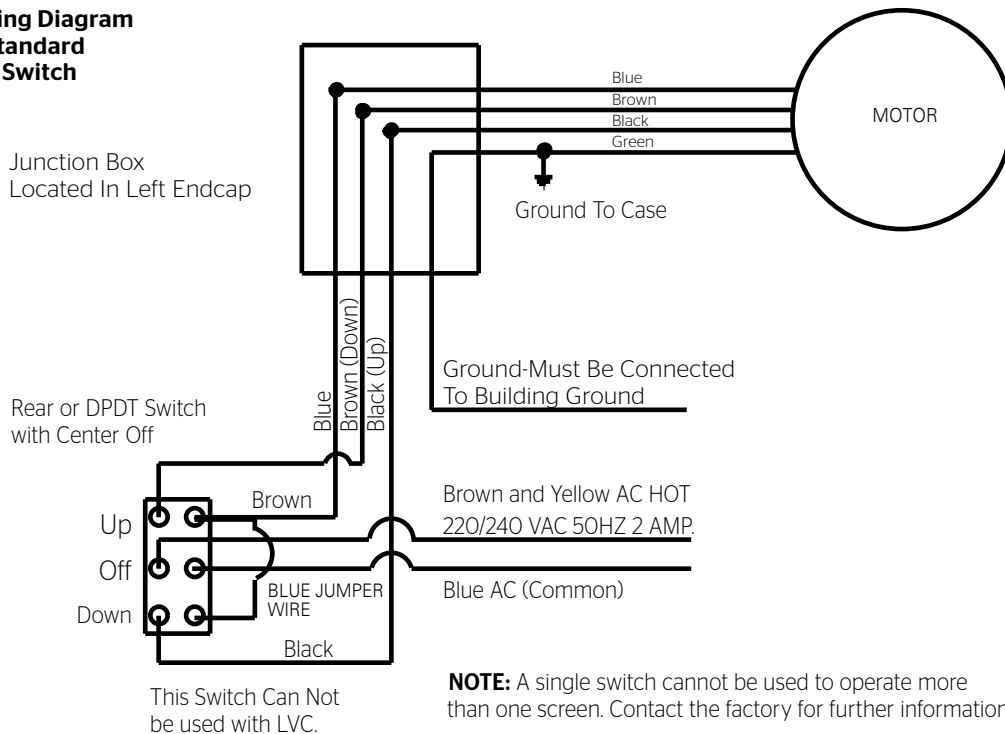 ing Diagram
tandard
Switch
Blue
Brown
Black
Green
MOTOR
Junction Box
Located In Left Endcap
Ground To Case
Blue
Brown (Down)
Black (Up)
Ground-Must Be Connected
To Building Ground
Rear or DPDT Switch
with Center Off
Brown
Brown and Yellow AC HOT
220/240 VAC 50HZ 2 AMP.
Up
Off
Down
BLUE JUMPER
WIRE
Blue AC (Common)
Black
This Switch Can Not
be used with LVC.
NOTE: A single switch cannot be used to operate more
than one screen. Contact the factory for further information